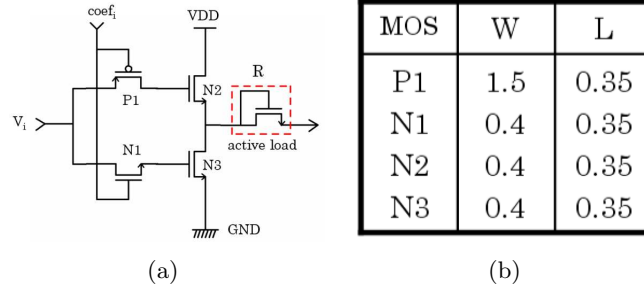 coef_i
VDD
V_i
P1
N2
R
N1
N3
active load
GND
(a)
MOS W L
P1 1.5 0.35
N1 0.4 0.35
N2 0.4 0.35
N3 0.4 0.35
(b)